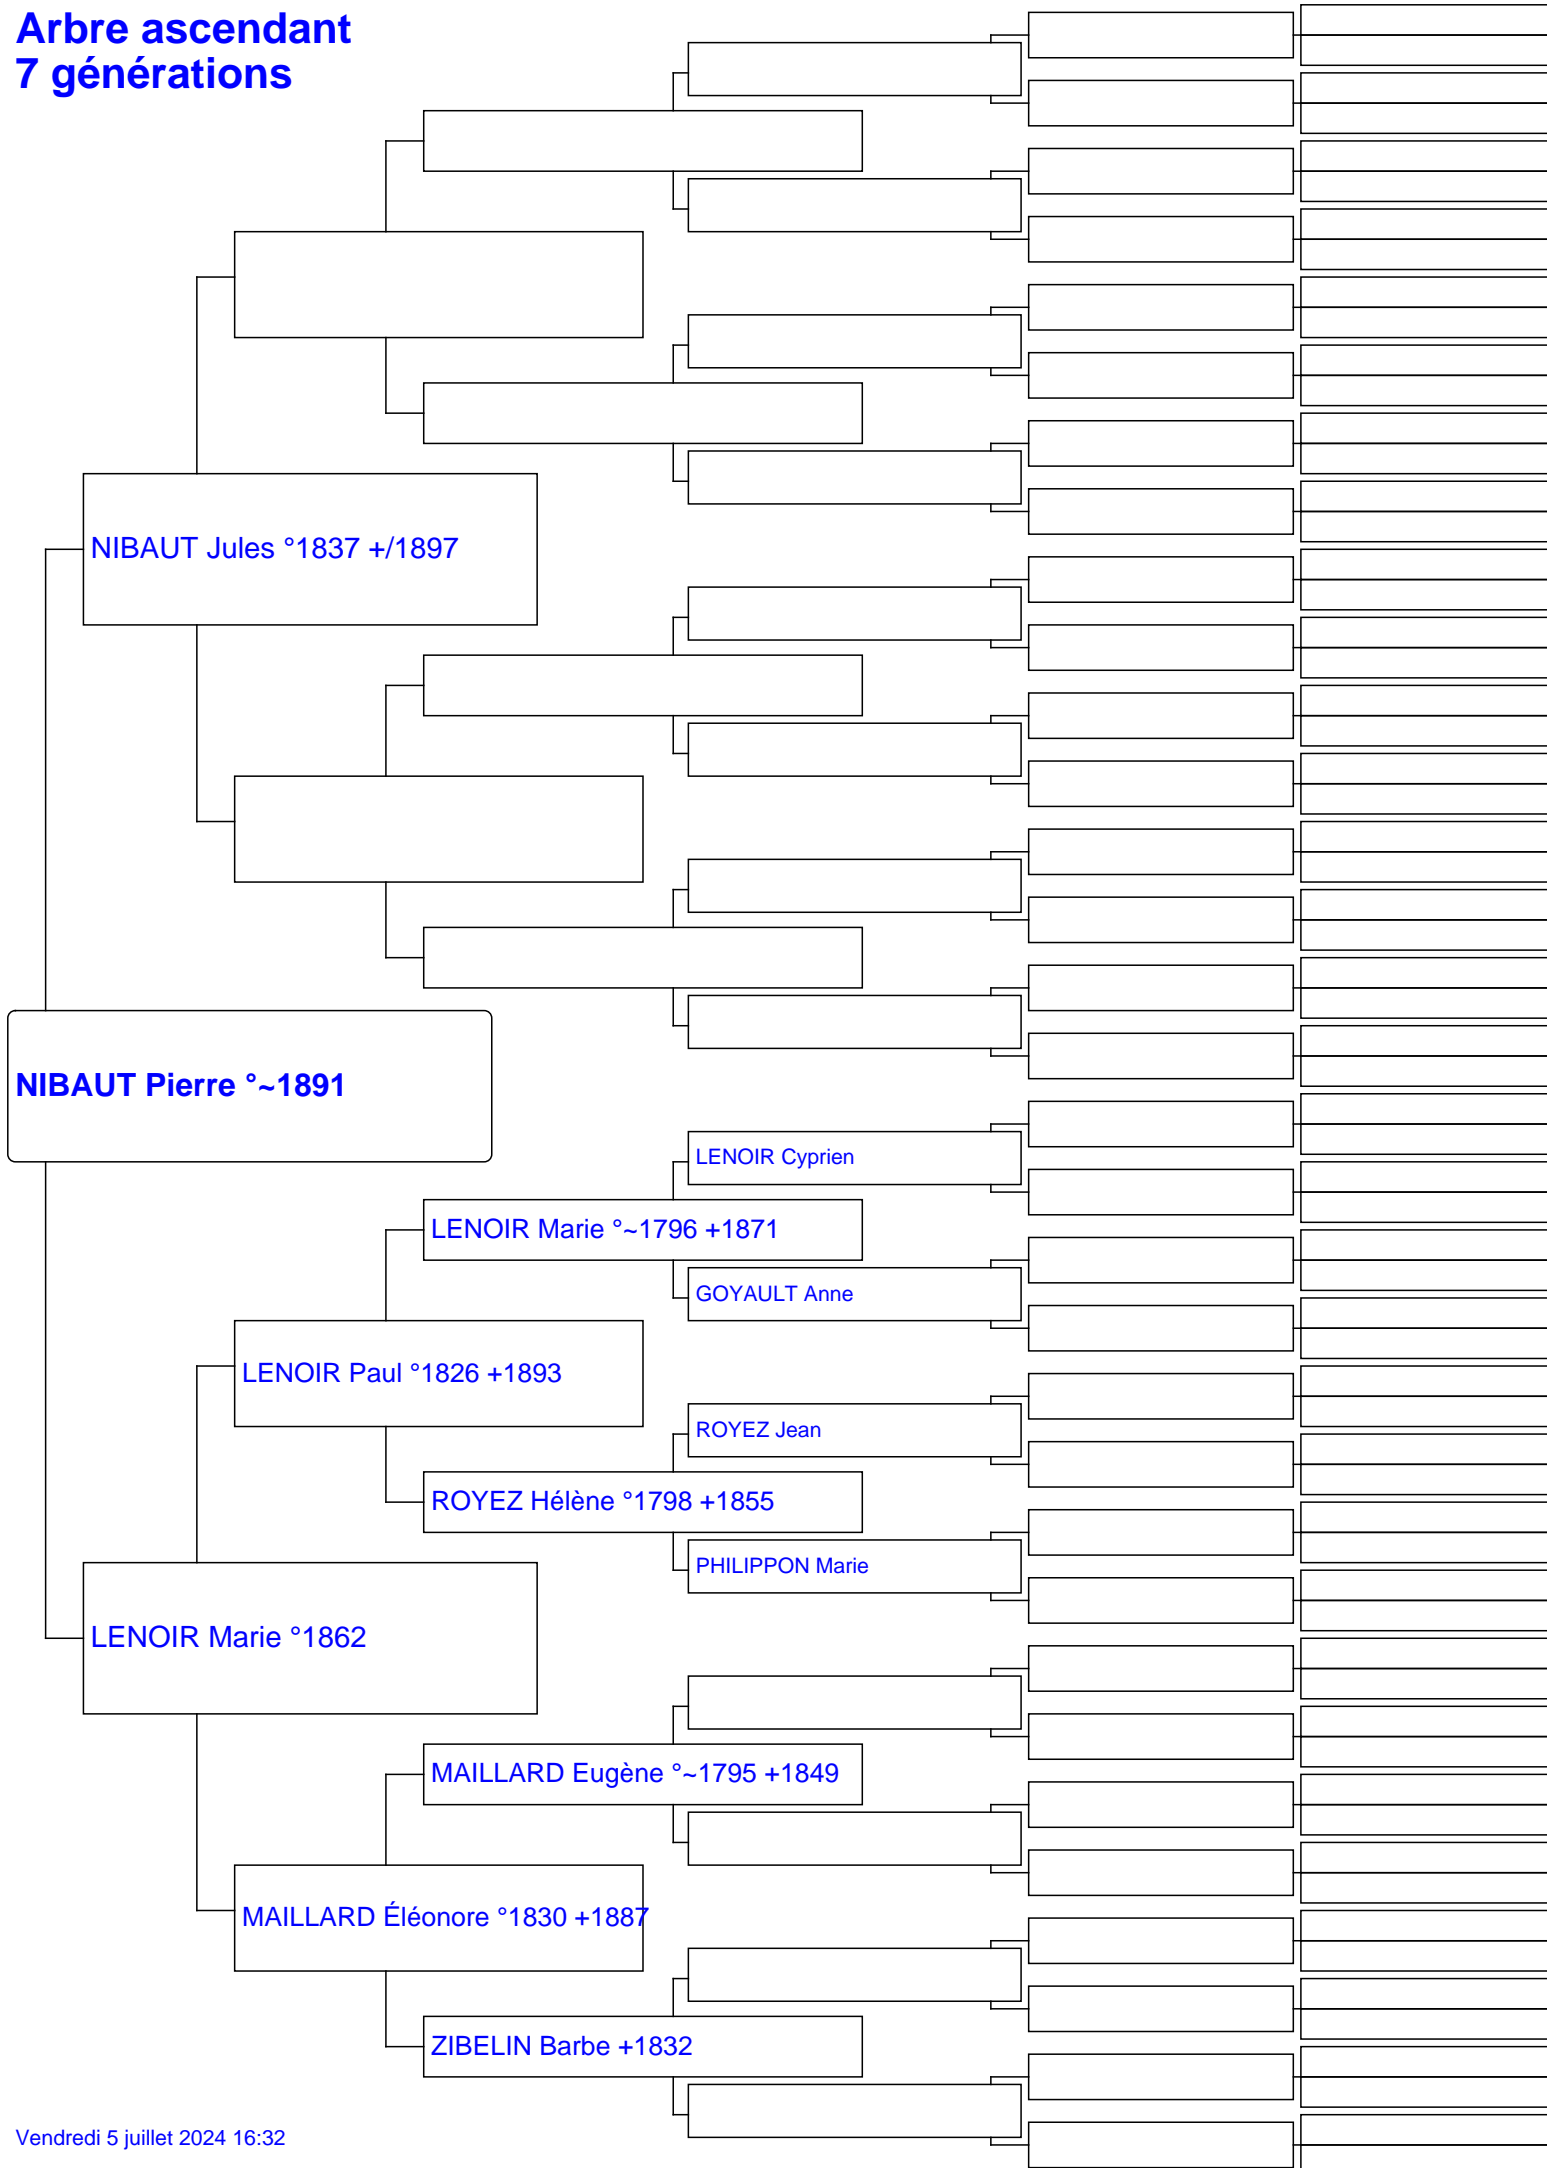 Arbre ascendant
7 générations
NIBAUT Jules °1837 +/1897
NIBAUT Pierre °~1891
LENOIR Cyprien
LENOIR Marie °~1796 +1871
GOYAULT Anne
LENOIR Paul °1826 +1893
ROYEZ Jean
ROYEZ Hélène °1798 +1855
PHILIPPON Marie
LENOIR Marie °1862
MAILLARD Eugène °~1795 +1849
MAILLARD Éléonore °1830 +1887
ZIBELIN Barbe +1832
Vendredi 5 juillet 2024 16:32